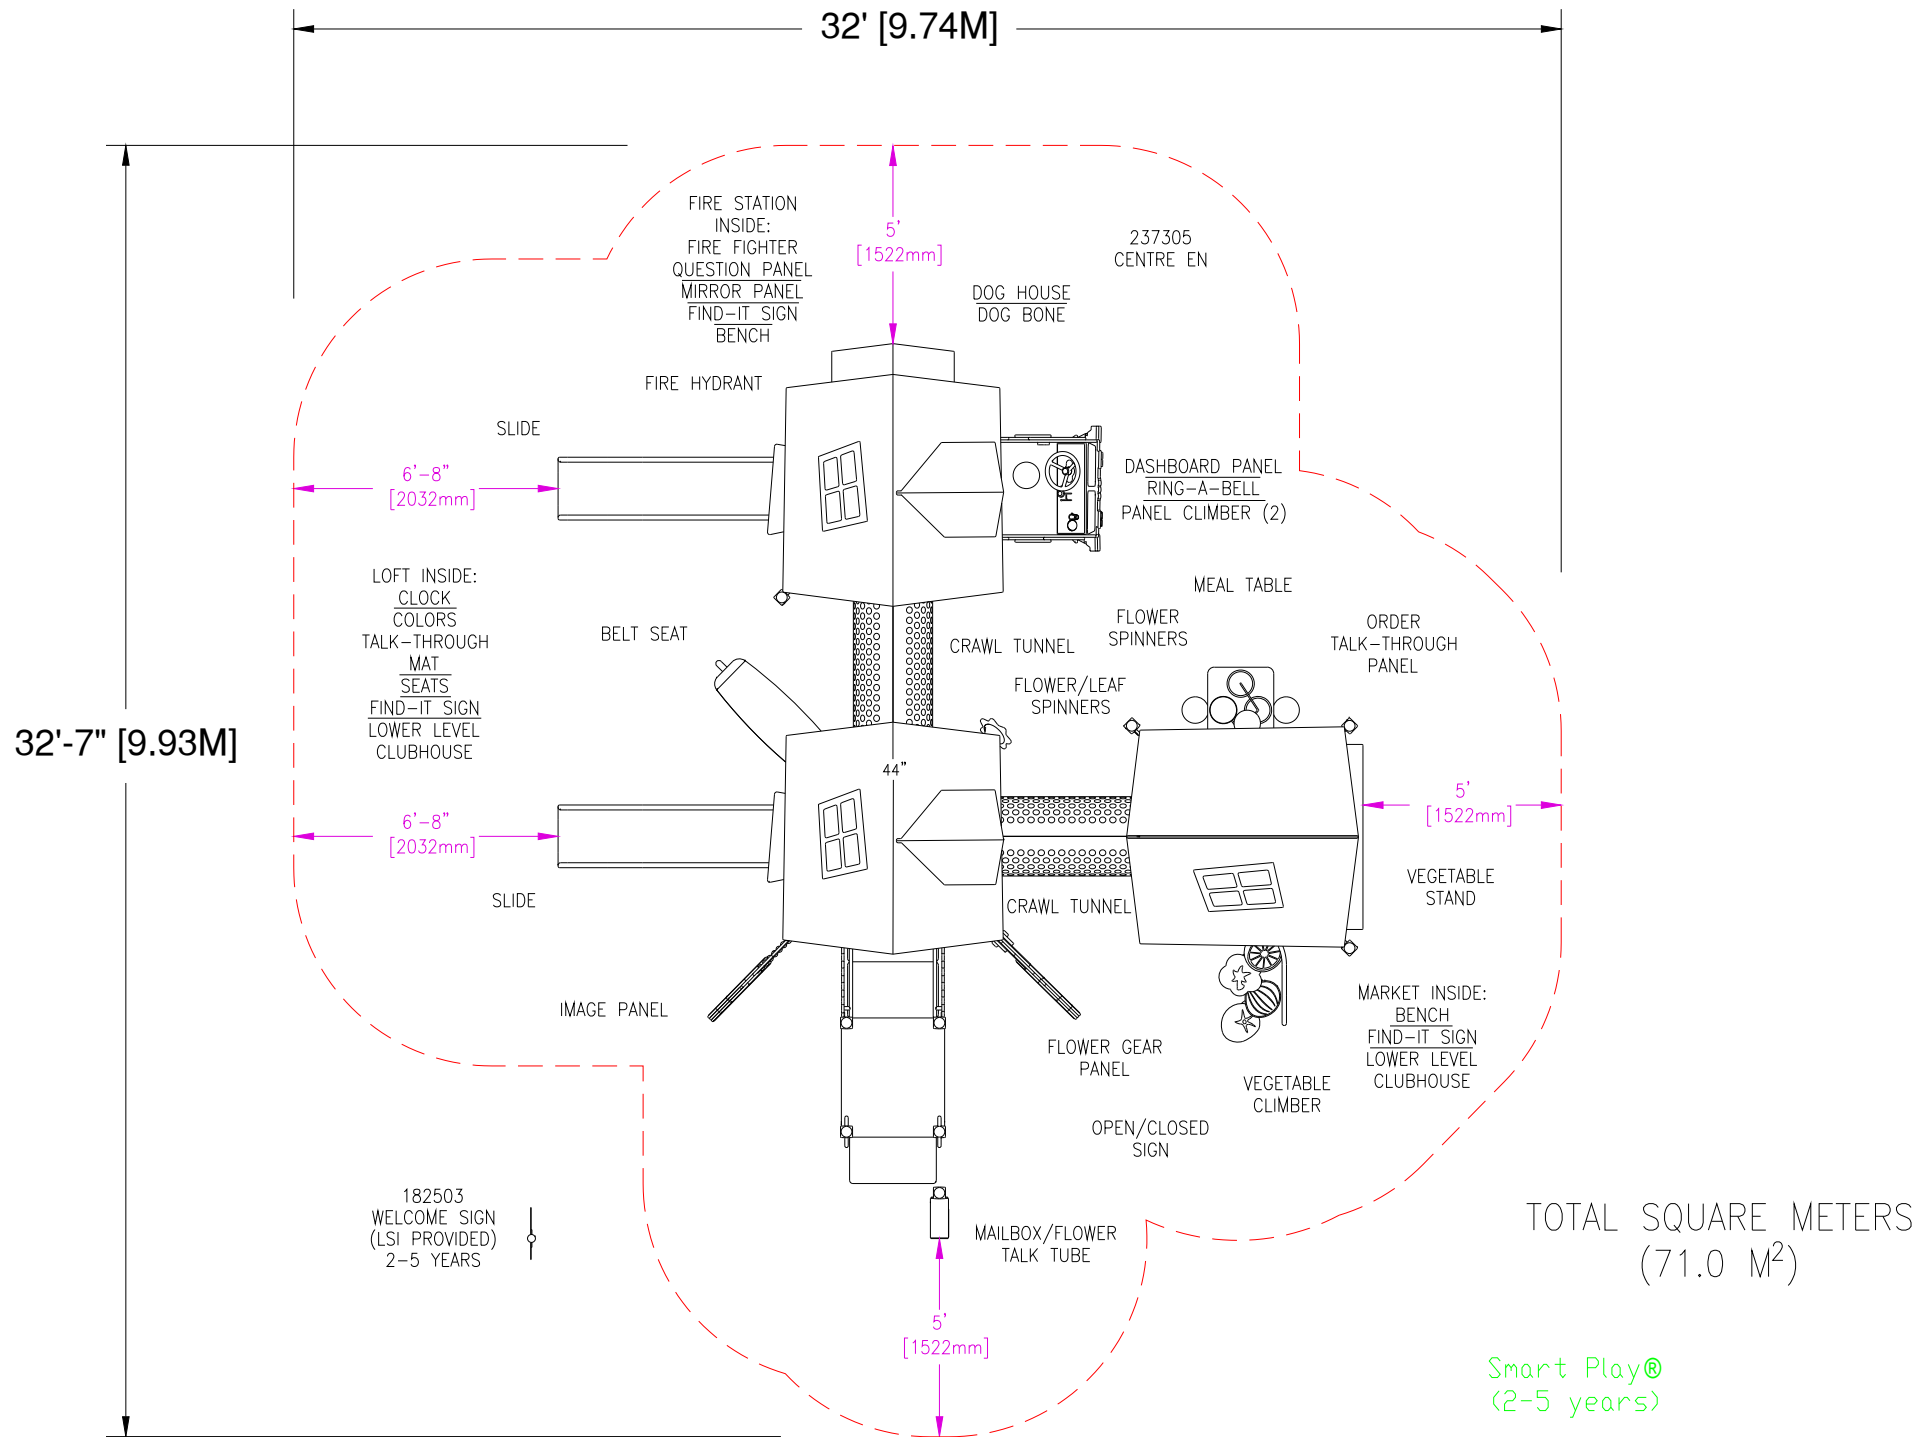 32' [9.74M]
FIRE STATION
INSIDE:
FIRE FIGHTER
QUESTION PANEL
MIRROR PANEL
FIND-IT SIGN
BENCH
5'
[1522mm]
237305
CENTRE EN
DOG HOUSE
DOG BONE
FIRE HYDRANT
SLIDE
6'-8"
[2032mm]
DASHBOARD PANEL
RING-A-BELL
PANEL CLIMBER (2)
LOFT INSIDE:
CLOCK
COLORS
TALK-THROUGH
MAT
SEATS
FIND-IT SIGN
LOWER LEVEL
CLUBHOUSE
BELT SEAT
CRAWL TUNNEL
FLOWER
SPINNERS
MEAL TABLE
ORDER
TALK-THROUGH
PANEL
FLOWER/LEAF
SPINNERS
32'-7" [9.93M]
44"
5'
[1522mm]
6'-8"
[2032mm]
SLIDE
CRAWL TUNNEL
VEGETABLE
STAND
IMAGE PANEL
FLOWER GEAR
PANEL
MARKET INSIDE:
BENCH
FIND-IT SIGN
LOWER LEVEL
CLUBHOUSE
VEGETABLE
CLIMBER
OPEN/CLOSED
SIGN
182503
WELCOME SIGN
(LSI PROVIDED)
2-5 YEARS
MAILBOX/FLOWER
TALK TUBE
TOTAL SQUARE METERS
(71.0 M²)
5'
[1522mm]
Smart Play®
(2-5 years)